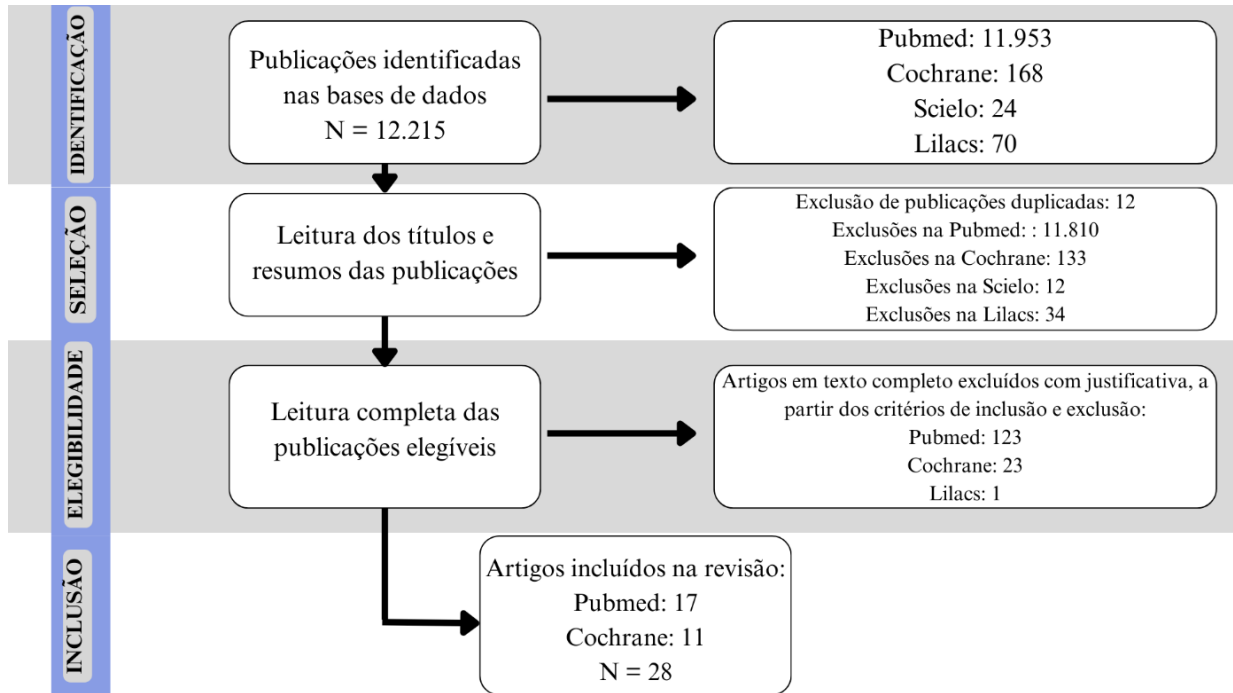 IDENTIFICAÇÃO
Publicações identificadas
nas bases de dados
N = 12.215
Pubmed: 11.953
Cochrane: 168
Scielo: 24
Lilacs: 70
SELEÇÃO
Leitura dos títulos e
resumos das publicações
Exclusão de publicações duplicadas: 12
Exclusões na Pubmed: : 11.810
Exclusões na Cochrane: 133
Exclusões na Scielo: 12
Exclusões na Lilacs: 34
ELEGIBILIDADE
Leitura completa das
publicações elegíveis
Artigos em texto completo excluídos com justificativa, a
partir dos critérios de inclusão e exclusão:
Pubmed: 123
Cochrane: 23
Lilacs: 1
INCLUSÃO
Artigos incluídos na revisão:
Pubmed: 17
Cochrane: 11
N = 28